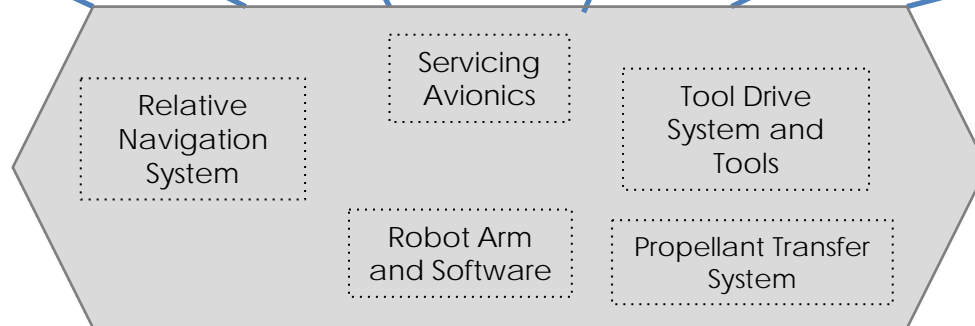 Servicing
Avionics
Relative
Navigation
System
Tool Drive
System and
Tools
Robot Arm
and Software
Propellant Transfer
System